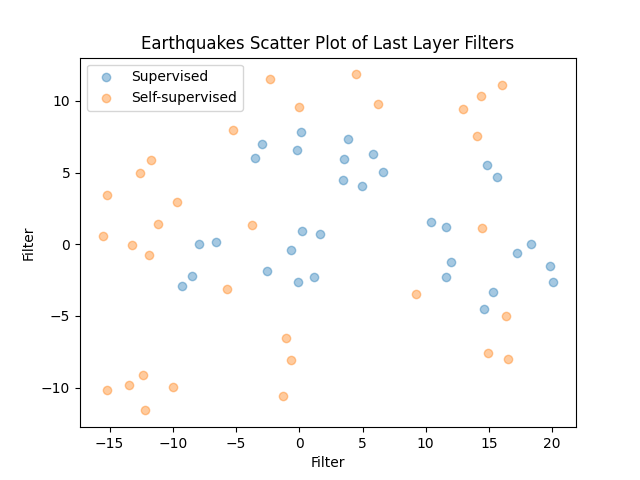 Earthquakes Scatter Plot of Last Layer Filters
Supervised
Self-supervised
10
5
0
−5
−10
Filter
−15
−10
−5
0
5
10
15
20
Filter